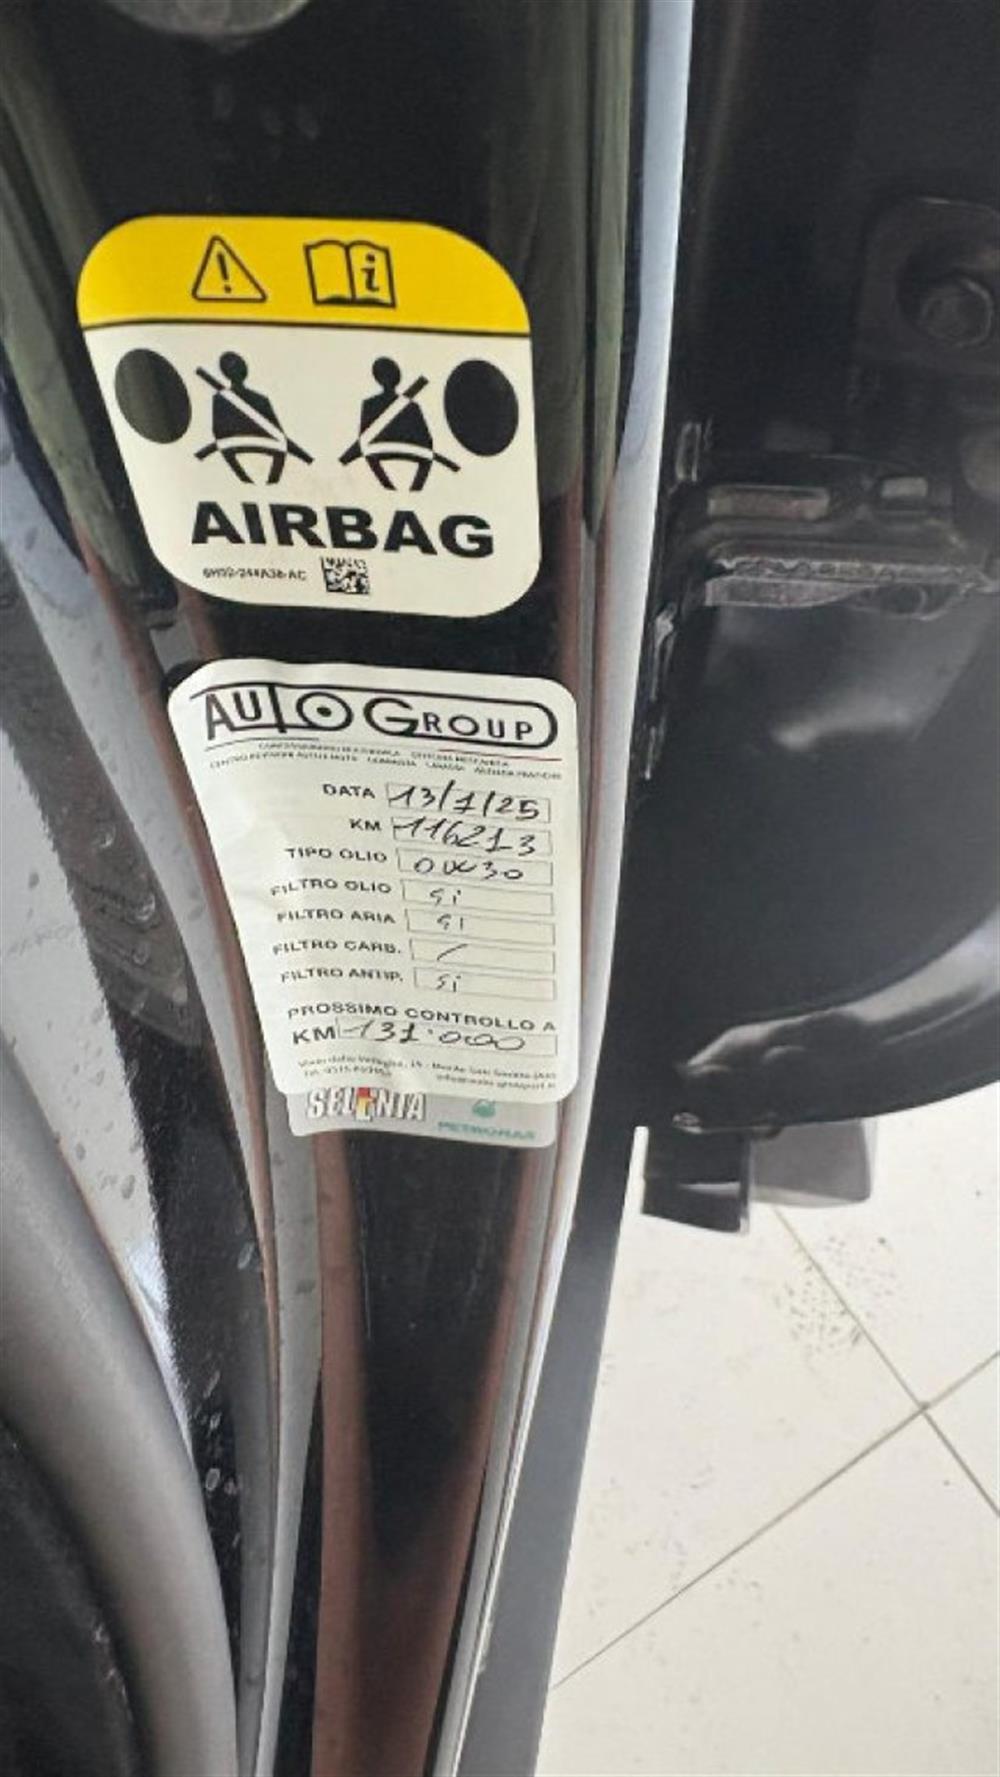 AIRBAG
AUTO GROUP
DATA 13/1/25
KM 116213
TIPO OLIO 0W30
FILTRO OLIO si
FILTRO ARIA si
FILTRO CARB. /
FILTRO ANTIP. si
PROSSIMO CONTROLLO A
KM 131.000
SELENIA PETRONAS